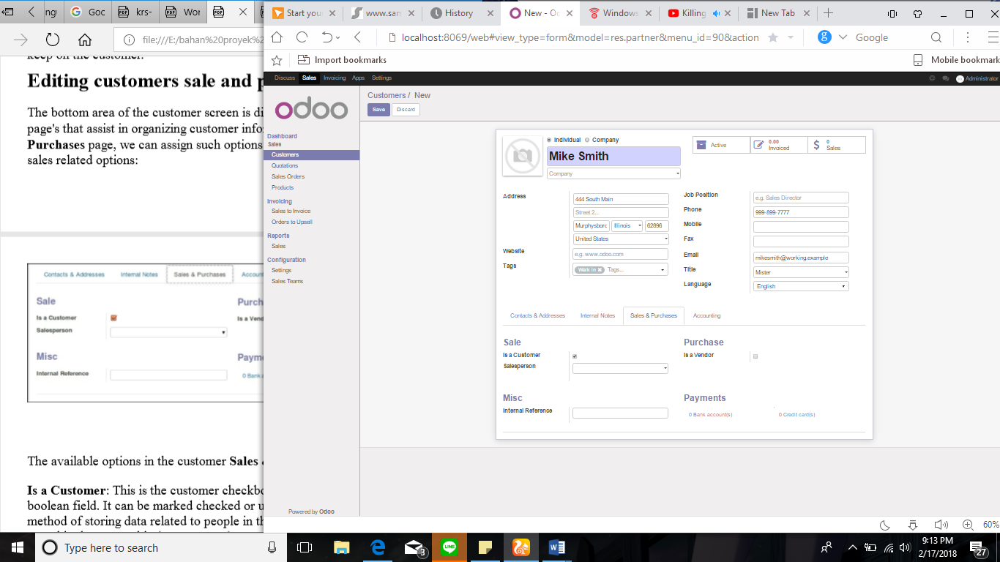 ng
Goc
krs-
Wor
file:///E:/bahan%20proyek%2
keep on the customer.
Editing customers sale and p
The bottom area of the customer screen is di
page's that assist in organizing customer info
Purchases page, we can assign such options
sales related options:
Contacts & Addresses Internal Notes Sales & Purchases Accoun
Sale Purch
Is a Customer Is a Vend
Salesperson
Misc Paym
Internal Reference 0 Bank a
The available options in the customer Sales
Is a Customer: This is the customer checkbo
boolean field. It can be marked checked or u
method of storing data related to people in th
Start you www.san History New - Od Windows Killing New Tab
localhost:8069/web#view_type=form&model=res.partner&menu_id=90&action
Google
Import bookmarks Mobile bookmark
Discuss Sales Invoicing Apps Settings Administrator
odoo
Dashboard
Sales
Customers
Quotations
Sales Orders
Products
Invoicing
Sales to Invoice
Orders to Upsell
Reports
Sales
Configuration
Settings
Sales Teams
Powered by Odoo
Customers / New
Save Discard
Individual Company
Mike Smith
Company
Active
0.00
Invoiced
$ 0
Sales
Address
444 South Main
Street 2...
Murphysborc Illinois 62896
United States
Website e.g. www.odoo.com
Tags Walk in ✖ Tags...
Job Position e.g. Sales Director
Phone 999-899-7777
Mobile
Fax
Email mikesmith@working.example
Title Mister
Language English
Contacts & Addresses Internal Notes Sales & Purchases Accounting
Sale Purchase
Is a Customer Is a Vendor
Salesperson
Misc Payments
Internal Reference 0 Bank account(s) 0 Credit card(s)
60%
Type here to search
3
LINE
9:13 PM
2/17/2018
27